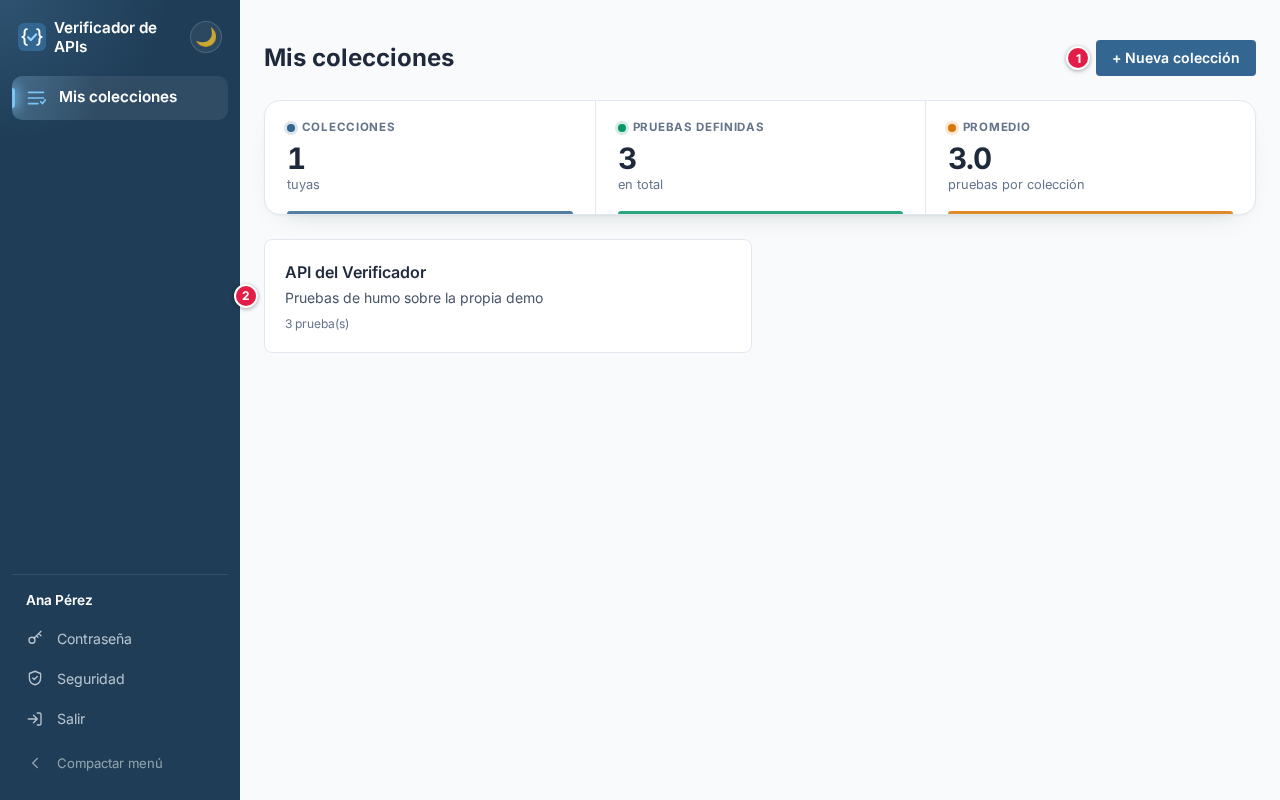 Verificador de
APIs
Mis colecciones
Ana Pérez
Contraseña
Seguridad
Salir
Compactar menú
Mis colecciones
1
+ Nueva colección
COLECCIONES
1
tuyas
PRUEBAS DEFINIDAS
3
en total
PROMEDIO
3.0
pruebas por colección
2
API del Verificador
Pruebas de humo sobre la propia demo
3 prueba(s)